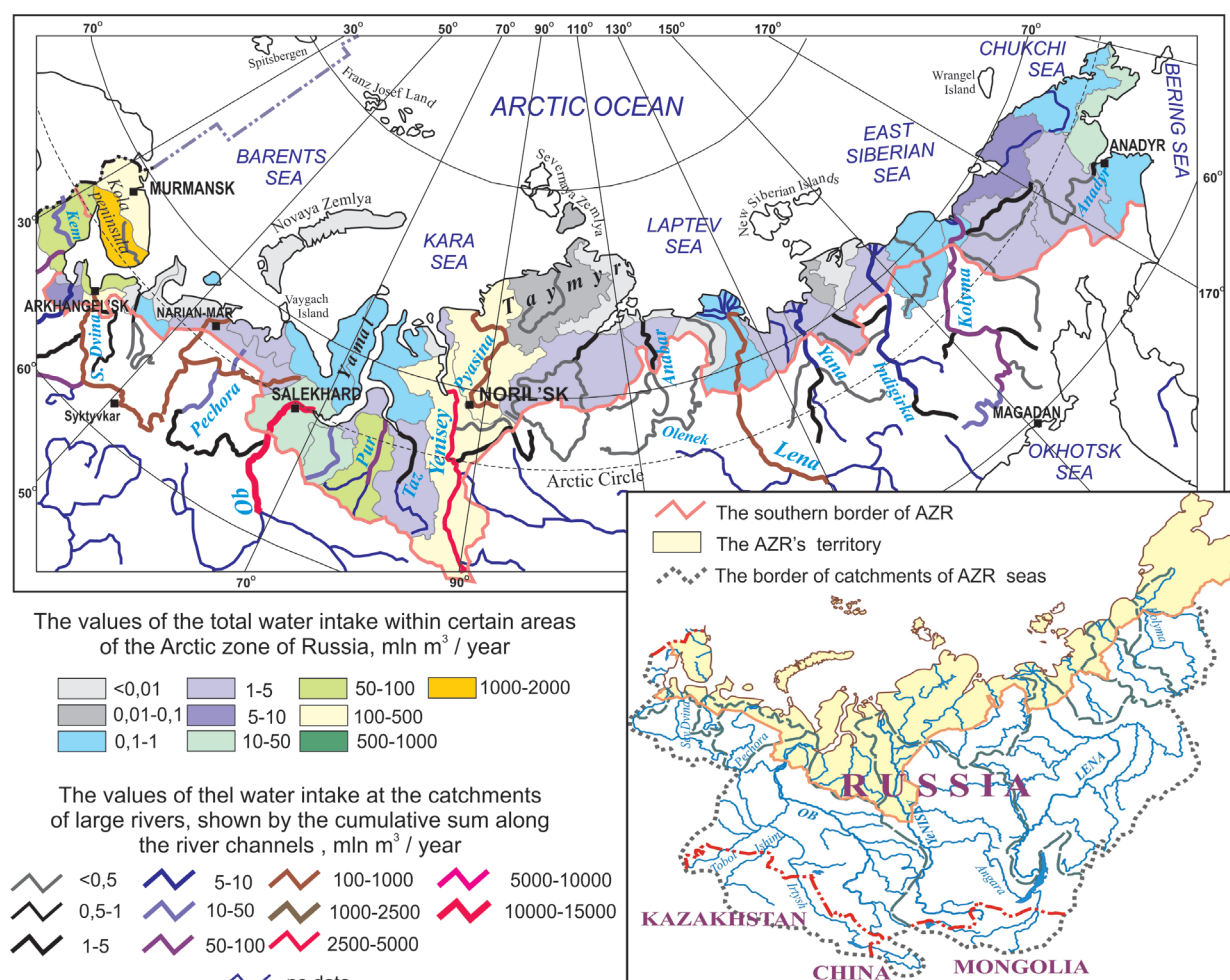 70°
30°
50°
70°
90°
110°
130°
150°
170°
70°
Spitsbergen
Franz Josef Land
ARCTIC OCEAN
CHUKCHI
SEA
Wrangel
Island
BERING SEA
BARENTS
SEA
EAST
SIBERIAN
SEA
ANADYR
MURMANSK
Kola
peninsula
Kem
30°
Severnaya Zemlya
New Siberian Islands
Anadyr
60°
Novaya Zemlya
KARA
SEA
LAPTEV
SEA
Taymyr
170°
ARKHANGEL'SK
NARIAN-MAR
Vaygach
Island
Yamal
Kolyma
S. Dvina
60°
Pyasina
Anabar
Yana
Indigirka
SALEKHARD
NORIL'SK
Syktyvkar
Pechora
MAGADAN
Pur
Yenisey
Olenek
Lena
OKHOTSK
SEA
Taz
Arctic Circle
50°
Ob
70°
90°
The southern border of AZR
The AZR's territory
The border of catchments of AZR seas
The values of the total water intake within certain areas
of the Arctic zone of Russia, mln m³ / year
<0,01
1-5
50-100
1000-2000
0,01-0,1
5-10
100-500
0,1-1
10-50
500-1000
The values of thel water intake at the catchments
of large rivers, shown by the cumulative sum along
the river channels , mln m³ / year
<0,5
5-10
100-1000
5000-10000
0,5-1
10-50
1000-2500
10000-15000
1-5
50-100
2500-5000
no data
Kolyma
Pechora
RUSSIA
LENA
OB
YENISEI
Tobol
Ishim
Irtysh
Angara
KAZAKHSTAN
CHINA
MONGOLIA